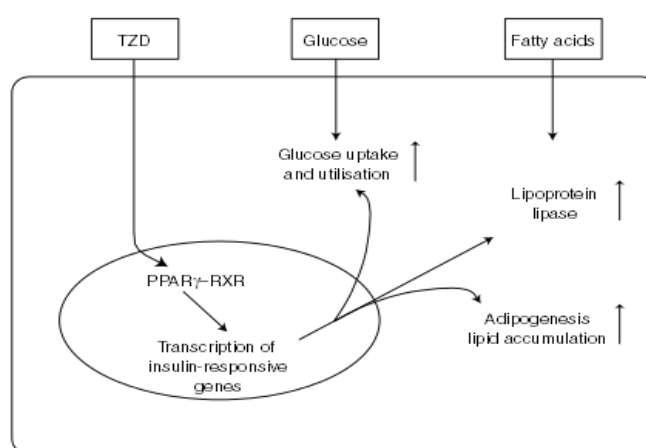 TZD
Glucose
Fatty acids
Glucose uptake
and utilisation
Lipoprotein
lipase
PPARγ–RXR
Transcription of
insulin-responsive
genes
Adipogenesis
lipid accumulation